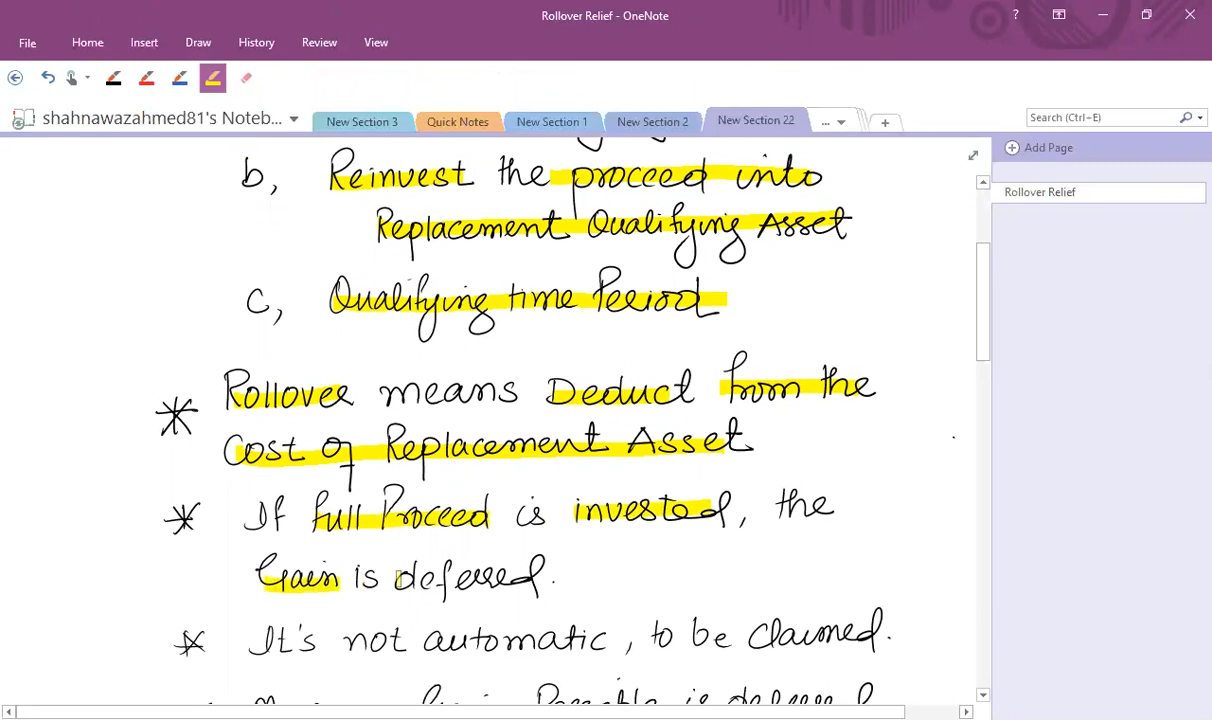 Rollover Relief - OneNote
?
File Home Insert Draw History Review View
shahnawazahmed81's Noteb... New Section 3 Quick Notes New Section 1 New Section 2 New Section 22 ... + Search (Ctrl+E)
Add Page
Rollover Relief
b, Reinvest the proceed into
Replacement Qualifying Asset
c, Qualifying time Period
* Rollover means Deduct from the
Cost of Replacement Asset
* If full Proceed is invested, the
Gain is deferred.
* It's not automatic, to be claimed.
is deferred